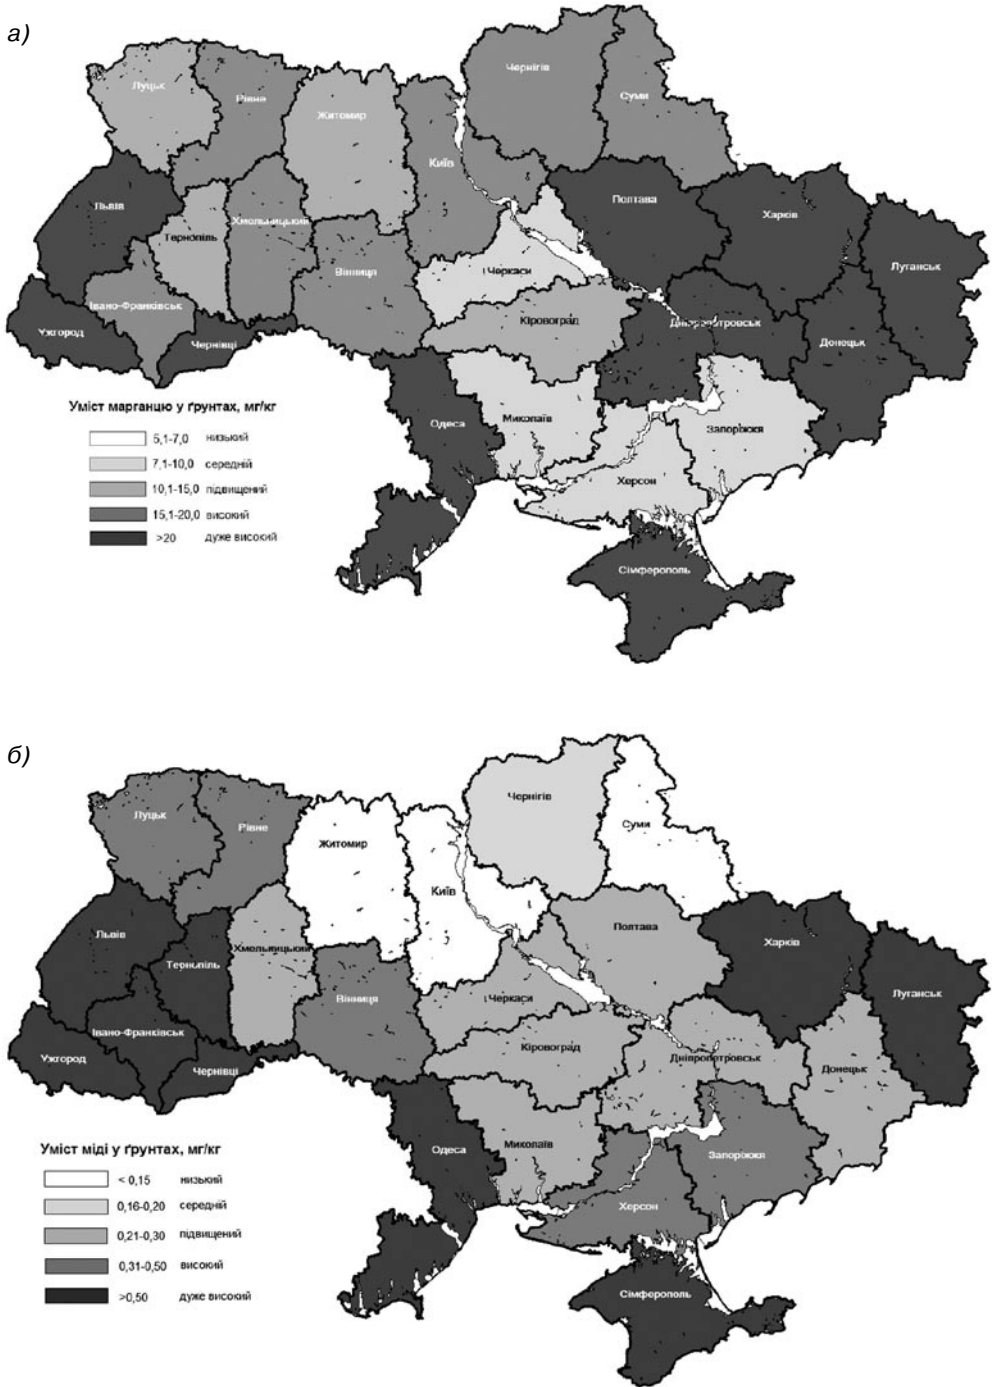 а)
Чернігів
Суми
Луцьк
Рівне
Житомир
Київ
Львів
Полтава
Харків
Хмельницький
Тернопіль
Луганськ
Вінниця
Черкаси
Івано-Франківськ
Кіровоград
Дніпропетровськ
Ужгород
Чернівці
Донецьк
Уміст марганцю у ґрунтах, мг/кг
5,1-7,0 низький
7,1-10,0 середній
10,1-15,0 підвищений
15,1-20,0 високий
>20 дуже високий
Одеса
Миколаїв
Запоріжжя
Херсон
Сімферополь
б)
Чернігів
Суми
Луцьк
Рівне
Житомир
Київ
Львів
Полтава
Харків
Хмельницький
Тернопіль
Луганськ
Вінниця
Черкаси
Івано-Франківськ
Кіровоград
Дніпропетровськ
Ужгород
Чернівці
Донецьк
Уміст міді у ґрунтах, мг/кг
< 0,15 низький
0,16-0,20 середній
0,21-0,30 підвищений
0,31-0,50 високий
>0,50 дуже високий
Одеса
Миколаїв
Запоріжжя
Херсон
Сімферополь